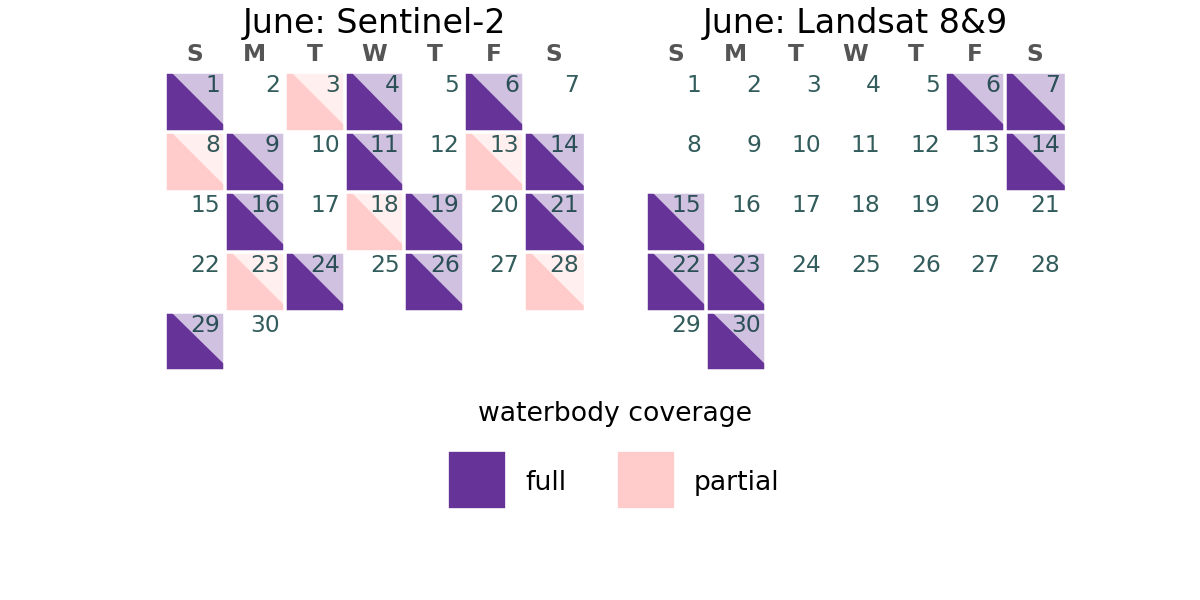 June: Sentinel-2
S M T W T F S
1 2 3 4 5 6 7
8 9 10 11 12 13 14
15 16 17 18 19 20 21
22 23 24 25 26 27 28
29 30
June: Landsat 8&9
S M T W T F S
1 2 3 4 5 6 7
8 9 10 11 12 13 14
15 16 17 18 19 20 21
22 23 24 25 26 27 28
29 30
waterbody coverage
full partial